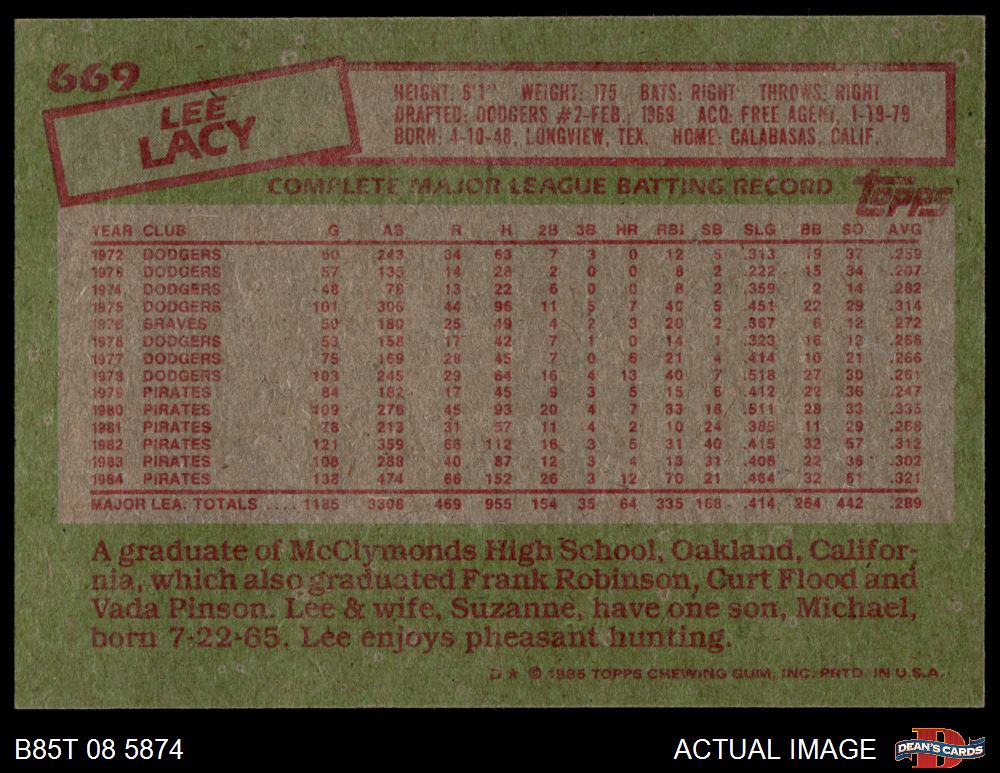 669
LEE
LACY
HEIGHT: 6'1" WEIGHT: 175 BATS: RIGHT THROWS: RIGHT
DRAFTED: DODGERS #2-FEB., 1969 ACQ: FREE AGENT, 1-19-79
BORN: 4-10-48, LONGVIEW, TEX. HOME: CALABASAS, CALIF.
COMPLETE MAJOR LEAGUE BATTING RECORD
Topps
YEAR CLUB G AB R H 2B 3B HR RBI SB SLG BB SO AVG
1972 DODGERS 60 243 34 63 7 3 0 12 5 .313 19 37 .259
DODGERS 57 135 14 28 2 0 0 8 2 .222 15 34 .207
1974 DODGERS 48 78 13 22 6 0 0 8 2 .359 2 14 .282
1975 DODGERS 101 306 44 96 11 5 7 40 5 .451 22 29 .314
1976 BRAVES 50 180 25 49 4 2 3 20 2 .367 6 12 .272
1976 DODGERS 53 158 17 42 7 1 0 14 1 .323 16 13 .266
1977 DODGERS 75 169 28 45 7 0 6 21 4 .414 10 21 .266
1978 DODGERS 103 245 29 64 16 4 13 40 7 .518 27 30 .261
1979 PIRATES 84 182 17 45 9 3 5 15 6 .412 22 36 .247
1980 PIRATES 109 278 45 93 20 4 7 33 18 .511 28 33 .335
1981 PIRATES 78 213 31 57 11 4 2 10 24 .385 11 29 .268
1982 PIRATES 121 359 66 112 16 3 5 31 40 .415 32 57 .312
1983 PIRATES 108 288 40 87 12 3 4 13 31 .406 22 36 .302
1984 PIRATES 138 474 66 152 26 3 12 70 21 .464 32 61 .321
MAJOR LEA. TOTALS .... 1185 3308 469 955 154 35 64 335 168 .414 264 442 .289
A graduate of McClymonds High School, Oakland, Califor-
nia, which also graduated Frank Robinson, Curt Flood and
Vada Pinson. Lee & wife, Suzanne, have one son, Michael,
born 7-22-65. Lee enjoys pheasant hunting.
D ★ © 1985 TOPPS CHEWING GUM, INC. PRTD. IN U.S.A.
B85T 08 5874
ACTUAL IMAGE
D
DEAN'S CARDS